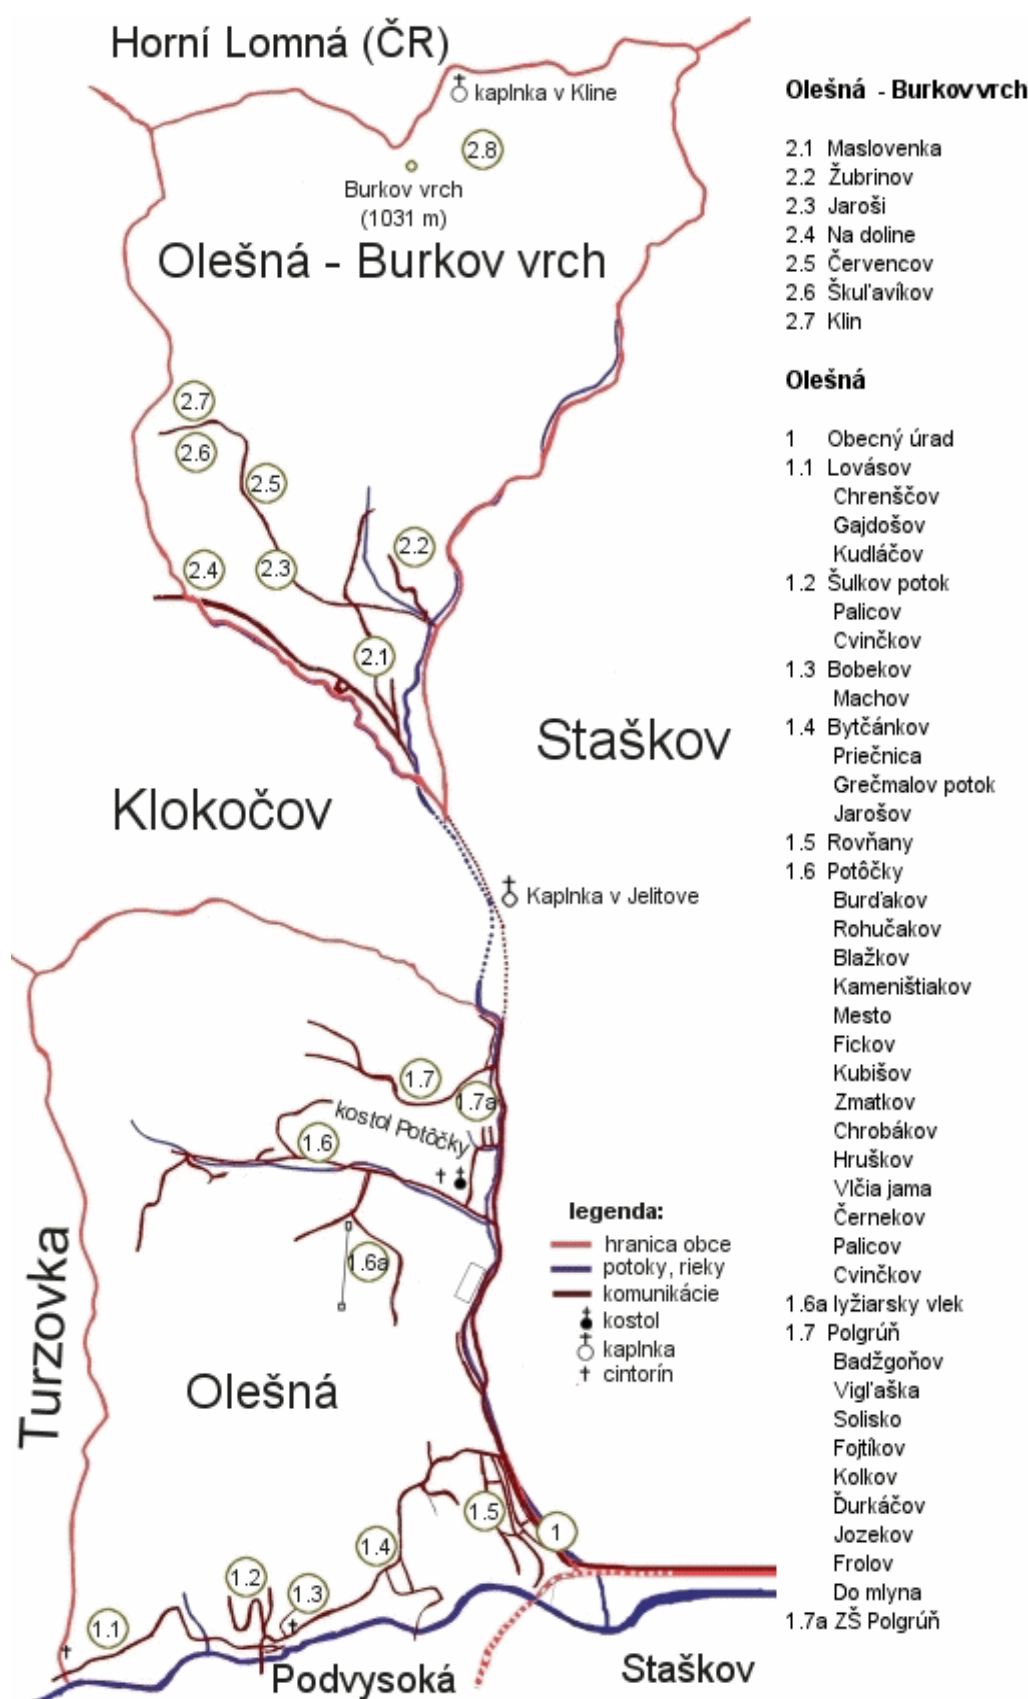 Horní Lomná (ČR)
kaplnka v Kline
2.8
Burkov vrch
(1031 m)
Olešná - Burkov vrch
2.7
2.6
2.5
2.2
2.4
2.3
2.1
Staškov
Klokočov
Kaplnka v Jelitove
1.7
1.7a
kostol Potôčky
1.6
1.6a
Turzovka
legenda:
hranica obce
potoky, rieky
komunikácie
kostol
kaplnka
cintorín
Olešná
1.5
1
1.4
1.3
1.2
1.1
Podvysoká
Staškov
Olešná - Burkov vrch
2.1 Maslovenka
2.2 Žubrinov
2.3 Jaroši
2.4 Na doline
2.5 Červencov
2.6 Škuľavíkov
2.7 Klin
Olešná
1 Obecný úrad
1.1 Lovásov
Chrenščov
Gajdošov
Kudláčov
1.2 Šulkov potok
Palicov
Cvinčkov
1.3 Bobekov
Machov
1.4 Bytčánkov
Priečnica
Grečmalov potok
Jarošov
1.5 Rovňany
1.6 Potôčky
Burďakov
Rohučakov
Blažkov
Kameništiakov
Mesto
Fickov
Kubišov
Zmatkov
Chrobákov
Hruškov
Vlčia jama
Černekov
Palicov
Cvinčkov
1.6a lyžiarsky vlek
1.7 Polgrúň
Badžgoňov
Vigľaška
Solisko
Fojtíkov
Kolkov
Ďurkáčov
Jozekov
Frolov
Do mlyna
1.7a ZŠ Polgrúň